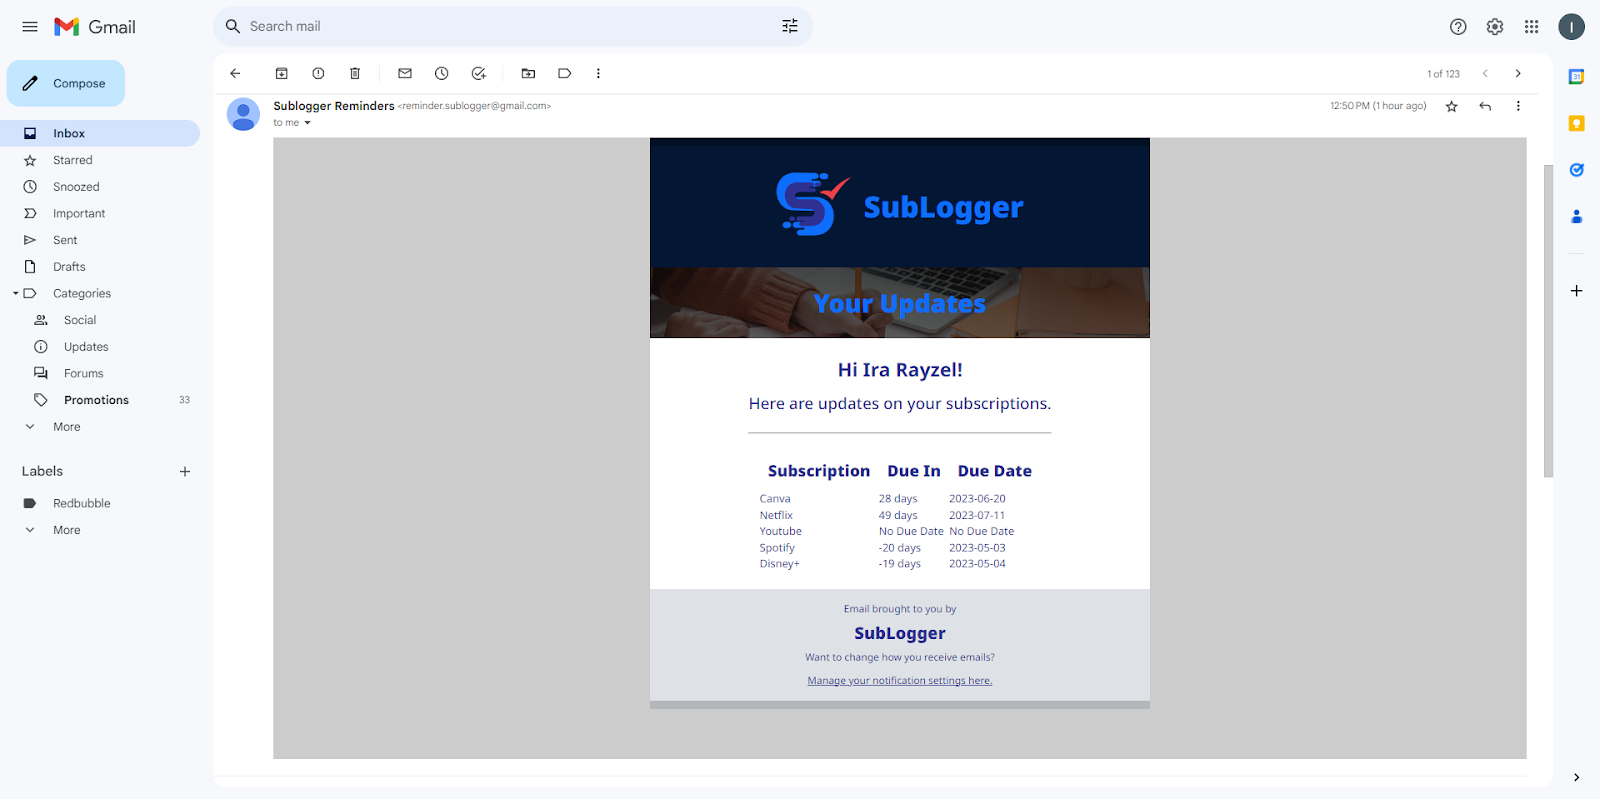 Gmail
Search mail
I
Compose
1 of 123
31
Inbox
Starred
Snoozed
Important
Sent
Drafts
Categories
Social
Updates
Forums
Promotions 33
More
Labels
Redbubble
More
Sublogger Reminders <reminder.sublogger@gmail.com>
12:50 PM (1 hour ago)
to me
SubLogger
Your Updates
Hi Ira Rayzel!
Here are updates on your subscriptions.
Subscription Due In Due Date
Canva 28 days 2023-06-20
Netflix 49 days 2023-07-11
Youtube No Due Date No Due Date
Spotify -20 days 2023-05-03
Disney+ -19 days 2023-05-04
Email brought to you by
SubLogger
Want to change how you receive emails?
Manage your notification settings here.